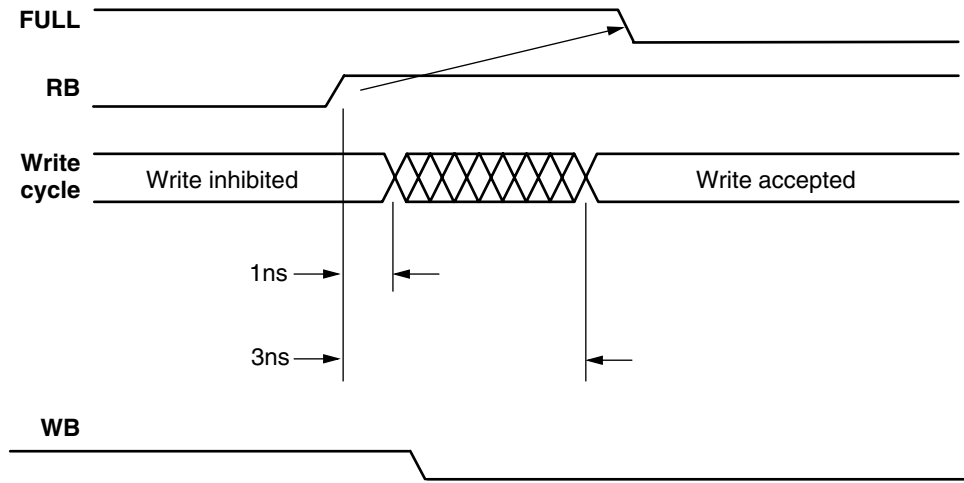 FULL
RB
Write
cycle
Write inhibited
Write accepted
1ns
3ns
WB